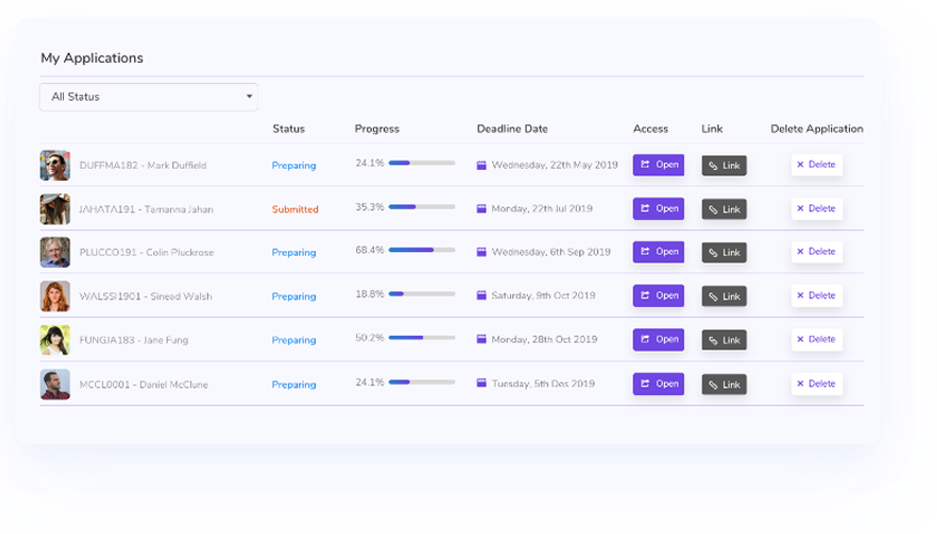 My Applications
All Status
Status Progress Deadline Date Access Link Delete Application
DUFFMA182 - Mark Duffield Preparing 24.1% Wednesday, 22th May 2019 Open Link × Delete
JAHATA191 - Tamanna Jahan Submitted 35.3% Monday, 22th Jul 2019 Open Link × Delete
PLUCCO191 - Colin Pluckrose Preparing 68.4% Wednesday, 6th Sep 2019 Open Link × Delete
WALSSI1901 - Sinead Walsh Preparing 18.8% Saturday, 9th Oct 2019 Open Link × Delete
FUNGJA183 - Jane Fung Preparing 50.2% Monday, 28th Oct 2019 Open Link × Delete
MCCL0001 - Daniel McClune Preparing 24.1% Tuesday, 5th Des 2019 Open Link × Delete